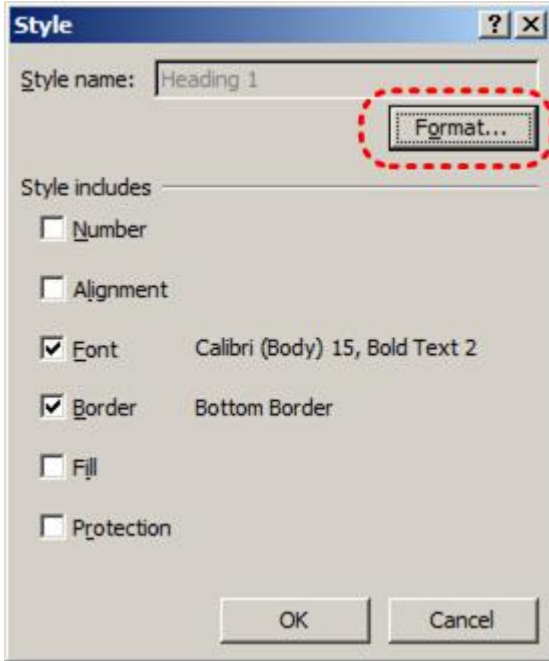 Style
Style name: Heading 1
Format...
Style includes
Number
Alignment
Font Calibri (Body) 15, Bold Text 2
Border Bottom Border
Fill
Protection
OK Cancel